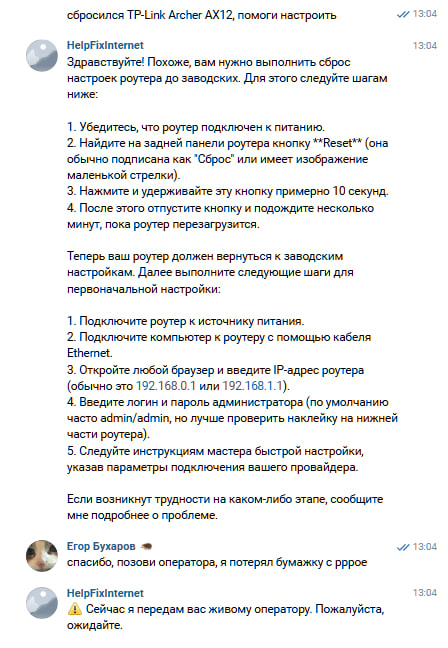 сбросился TP-Link Archer AX12, помоги настроить
13:04
HelpFixInternet
13:04
Здравствуйте! Похоже, вам нужно выполнить сброс
настроек роутера до заводских. Для этого следуйте шагам
ниже:
1. Убедитесь, что роутер подключен к питанию.
2. Найдите на задней панели роутера кнопку **Reset** (она
обычно подписана как "Сброс" или имеет изображение
маленькой стрелки).
3. Нажмите и удерживайте эту кнопку примерно 10 секунд.
4. После этого отпустите кнопку и подождите несколько
минут, пока роутер перезагрузится.
Теперь ваш роутер должен вернуться к заводским
настройкам. Далее выполните следующие шаги для
первоначальной настройки:
1. Подключите роутер к источнику питания.
2. Подключите компьютер к роутеру с помощью кабеля
Ethernet.
3. Откройте любой браузер и введите IP-адрес роутера
(обычно это 192.168.0.1 или 192.168.1.1).
4. Введите логин и пароль администратора (по умолчанию
часто admin/admin, но лучше проверить наклейку на нижней
части роутера).
5. Следуйте инструкциям мастера быстрой настройки,
указав параметры подключения вашего провайдера.
Если возникнут трудности на каком-либо этапе, сообщите
мне подробнее о проблеме.
Егор Бухаров
13:04
спасибо, позови оператора, я потерял бумажку с рррое
HelpFixInternet
13:04
⚠️ Сейчас я передам вас живому оператору. Пожалуйста,
ожидайте.